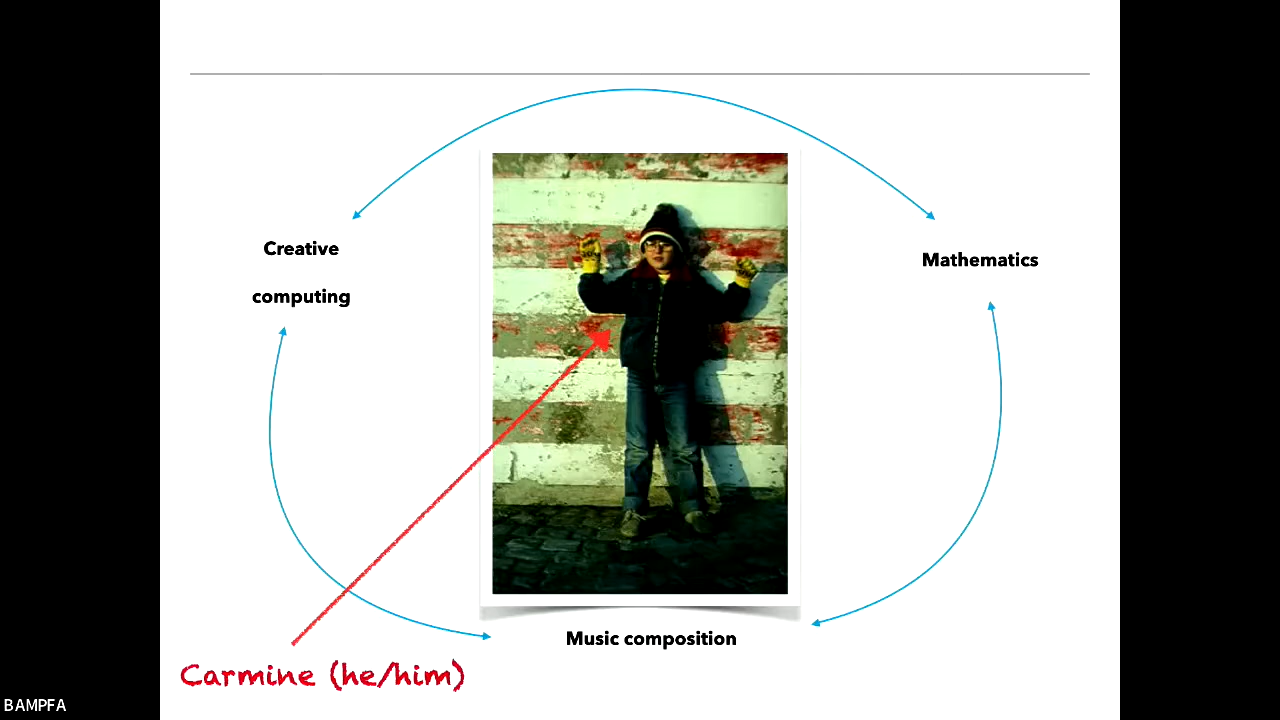 Creative
computing
Mathematics
Music composition
Carmine (he/him)
BAMPFA